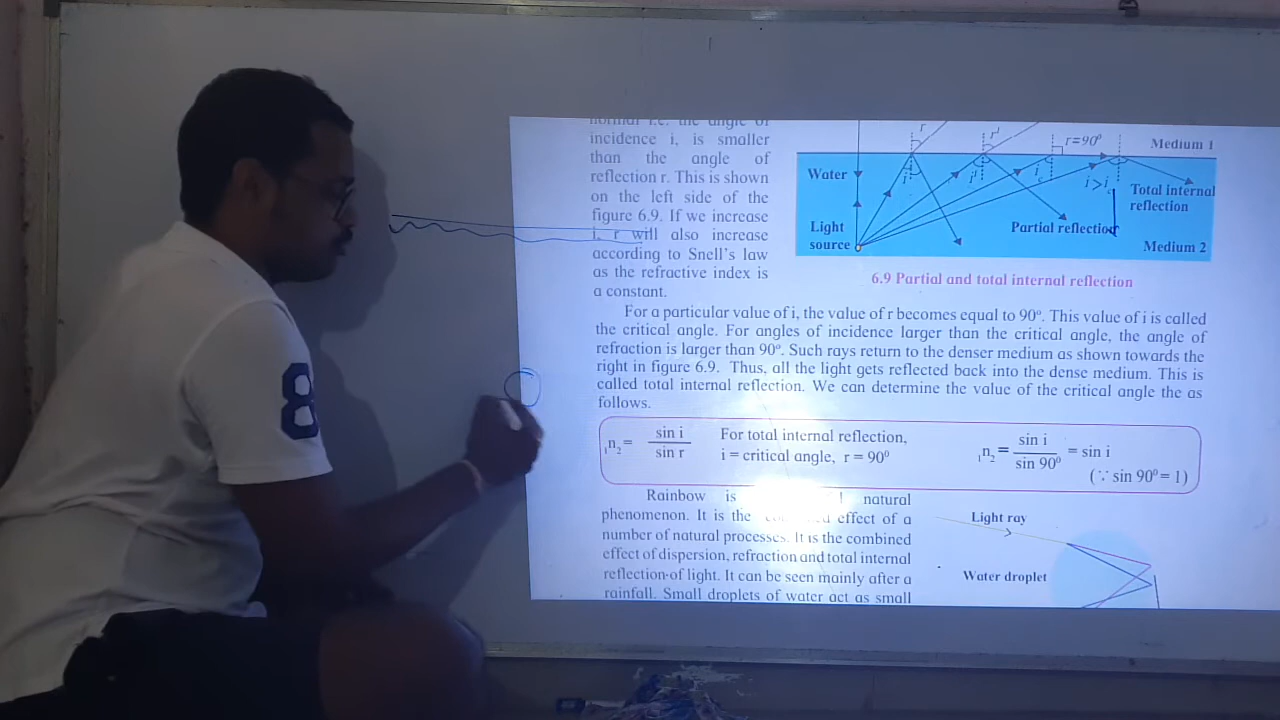 incidence i, is smaller
than the angle of
reflection r. This is shown
on the left side of the
figure 6.9. If we increase
i, r will also increase
according to Snell's law
as the refractive index is
a constant.
r
r'
r=90⁰
Medium 1
Water
i
i'
i꜀
i>i꜀
Total internal
reflection
Light
source
Partial reflection
Medium 2
6.9 Partial and total internal reflection
For a particular value of i, the value of r becomes equal to 90⁰. This value of i is called
the critical angle. For angles of incidence larger than the critical angle, the angle of
refraction is larger than 90⁰. Such rays return to the denser medium as shown towards the
right in figure 6.9. Thus, all the light gets reflected back into the dense medium. This is
called total internal reflection. We can determine the value of the critical angle the as
follows.
₁n₂ = sin i / sin r
For total internal reflection,
i = critical angle, r = 90⁰
₁n₂ = sin i / sin 90⁰ = sin i
(∵ sin 90⁰ = 1)
Rainbow is natural
phenomenon. It is the effect of a
number of natural processes. It is the combined
effect of dispersion, refraction and total internal
reflection of light. It can be seen mainly after a
rainfall. Small droplets of water act as small
Light ray
Water droplet
8